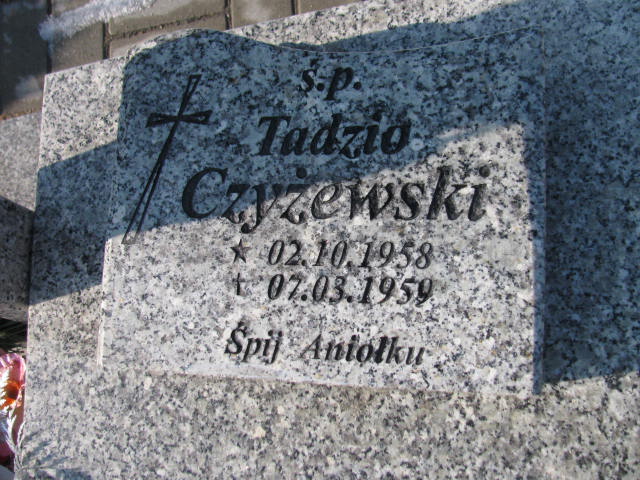 ś.p.
Tadzio
Czyżewski
★ 02.10.1958
† 07.03.1959
Śpij Aniołku